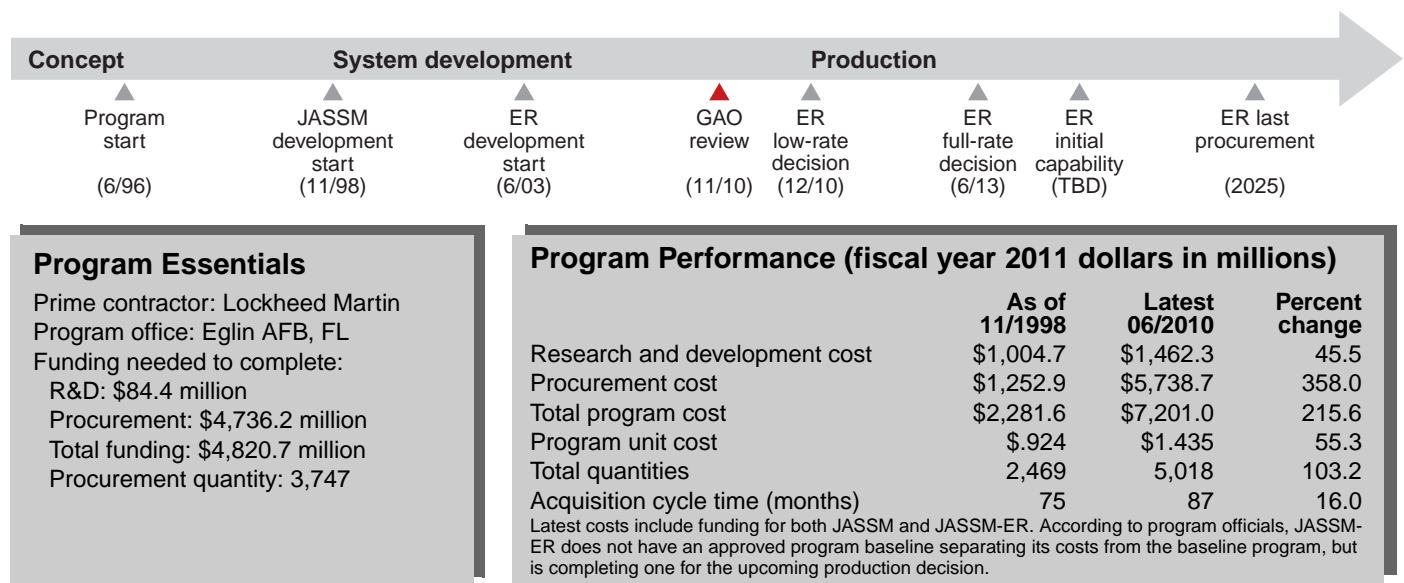 Concept System development Production
Program start (6/96)
JASSM development start (11/98)
ER development start (6/03)
GAO review (11/10)
ER low-rate decision (12/10)
ER full-rate decision (6/13)
ER initial capability (TBD)
ER last procurement (2025)
Program Essentials
Prime contractor: Lockheed Martin
Program office: Eglin AFB, FL
Funding needed to complete:
R&D: $84.4 million
Procurement: $4,736.2 million
Total funding: $4,820.7 million
Procurement quantity: 3,747
Program Performance (fiscal year 2011 dollars in millions)
As of Latest Percent
11/1998 06/2010 change
Research and development cost $1,004.7 $1,462.3 45.5
Procurement cost $1,252.9 $5,738.7 358.0
Total program cost $2,281.6 $7,201.0 215.6
Program unit cost $.924 $1.435 55.3
Total quantities 2,469 5,018 103.2
Acquisition cycle time (months) 75 87 16.0
Latest costs include funding for both JASSM and JASSM-ER. According to program officials, JASSM-
ER does not have an approved program baseline separating its costs from the baseline program, but
is completing one for the upcoming production decision.